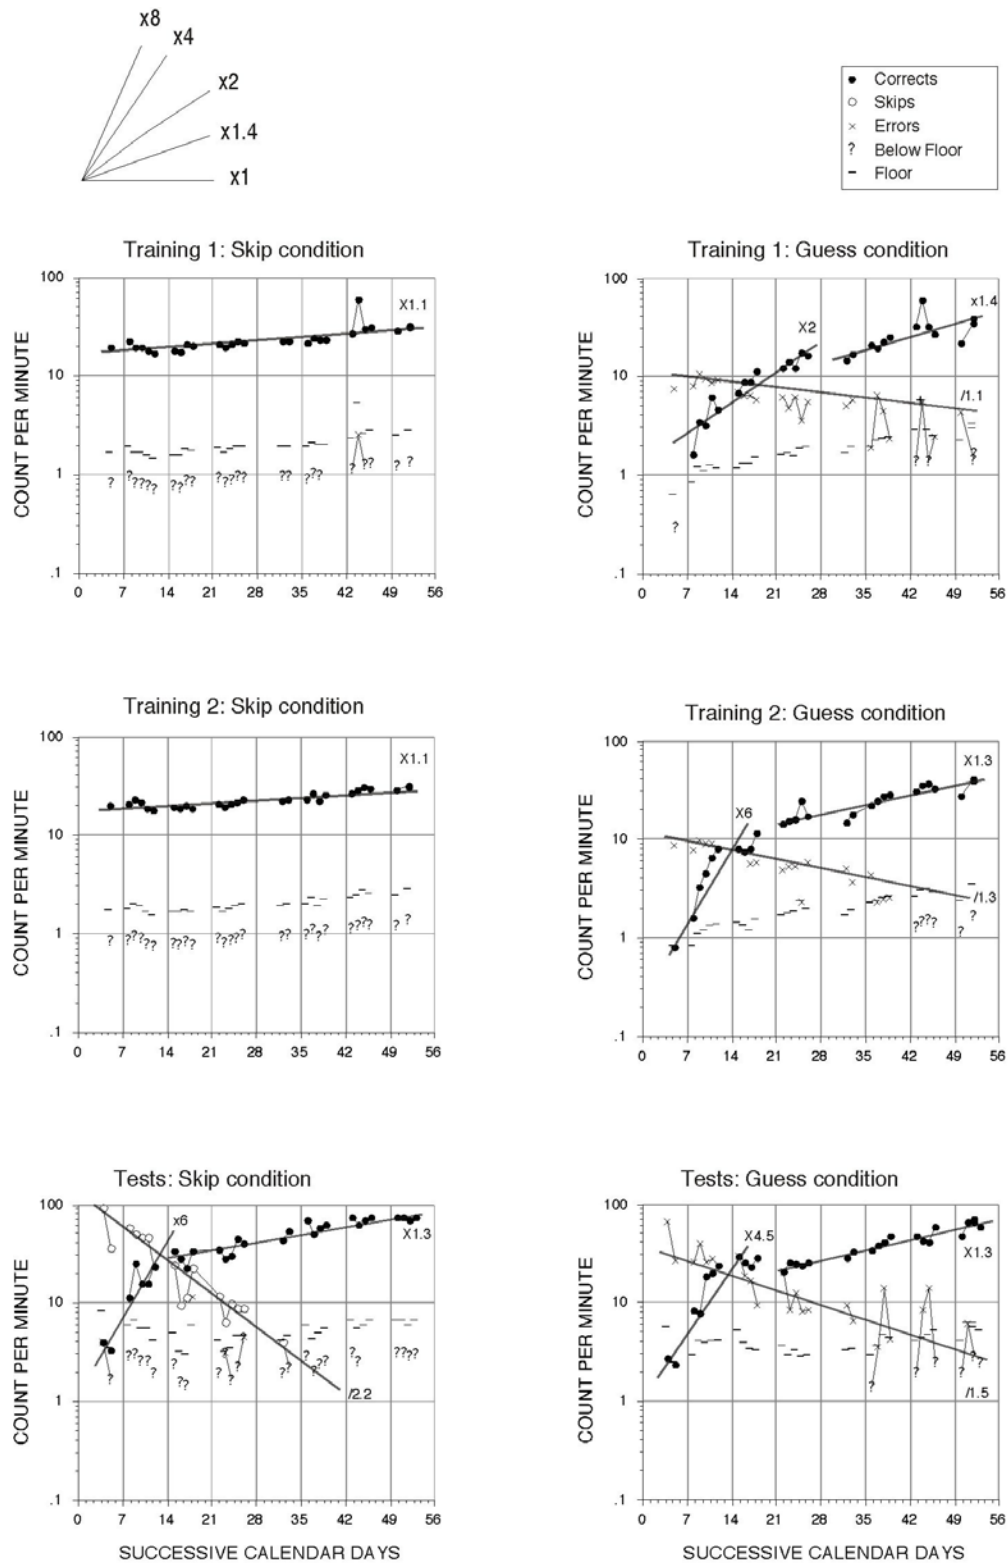 x8
x4
x2
x1.4
x1
Corrects
Skips
Errors
? Below Floor
Floor
Training 1: Skip condition
COUNT PER MINUTE
100
10
1
.1
X1.1
0 7 14 21 28 35 42 49 56
Training 1: Guess condition
COUNT PER MINUTE
100
10
1
.1
X2
x1.4
/1.1
0 7 14 21 28 35 42 49 56
Training 2: Skip condition
COUNT PER MINUTE
100
10
1
.1
X1.1
0 7 14 21 28 35 42 49 56
Training 2: Guess condition
COUNT PER MINUTE
100
10
1
.1
X6
X1.3
/1.3
0 7 14 21 28 35 42 49 56
Tests: Skip condition
COUNT PER MINUTE
100
10
1
.1
x6
X1.3
/2.2
0 7 14 21 28 35 42 49 56
SUCCESSIVE CALENDAR DAYS
Tests: Guess condition
COUNT PER MINUTE
100
10
1
.1
X4.5
X1.3
/1.5
0 7 14 21 28 35 42 49 56
SUCCESSIVE CALENDAR DAYS